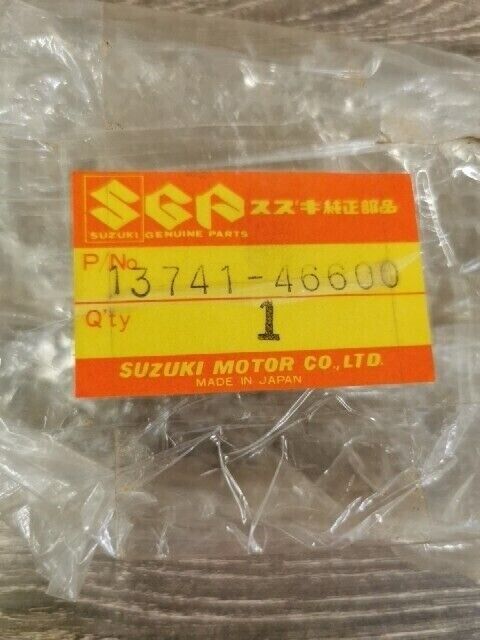 SGP スズキ純正部品
SUZUKI GENUINE PARTS
P/No. 13741-46600
Q'ty 1
SUZUKI MOTOR CO., LTD.
MADE IN JAPAN